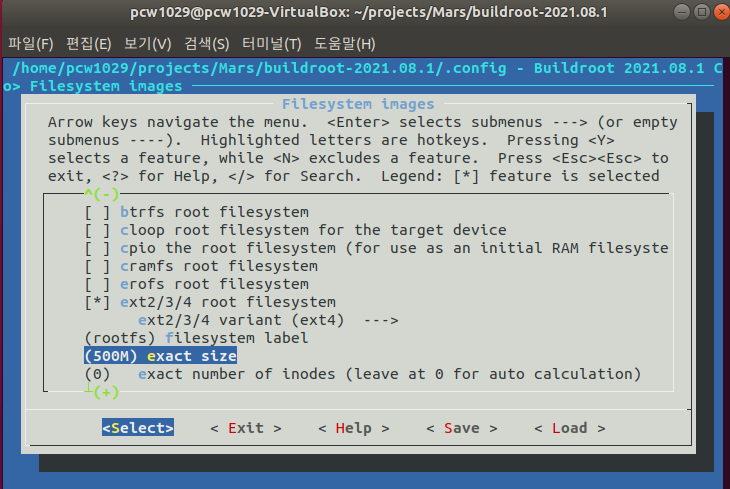 pcw1029@pcw1029-VirtualBox: ~/projects/Mars/buildroot-2021.08.1
파일(F) 편집(E) 보기(V) 검색(S) 터미널(T) 도움말(H)
/home/pcw1029/projects/Mars/buildroot-2021.08.1/.config - Buildroot 2021.08.1 C
o> Filesystem images
Filesystem images
Arrow keys navigate the menu.  <Enter> selects submenus ---> (or empty
submenus ----).  Highlighted letters are hotkeys.  Pressing <Y>
selects a feature, while <N> excludes a feature.  Press <Esc><Esc> to
exit, <?> for Help, </> for Search.  Legend: [*] feature is selected
^(-)
[ ] btrfs root filesystem
[ ] cloop root filesystem for the target device
[ ] cpio the root filesystem (for use as an initial RAM filesyste
[ ] cramfs root filesystem
[ ] erofs root filesystem
[*] ext2/3/4 root filesystem
ext2/3/4 variant (ext4)  --->
(rootfs) filesystem label
(500M) exact size
(0)   exact number of inodes (leave at 0 for auto calculation)
┴(+)
<Select>    < Exit >    < Help >    < Save >    < Load >